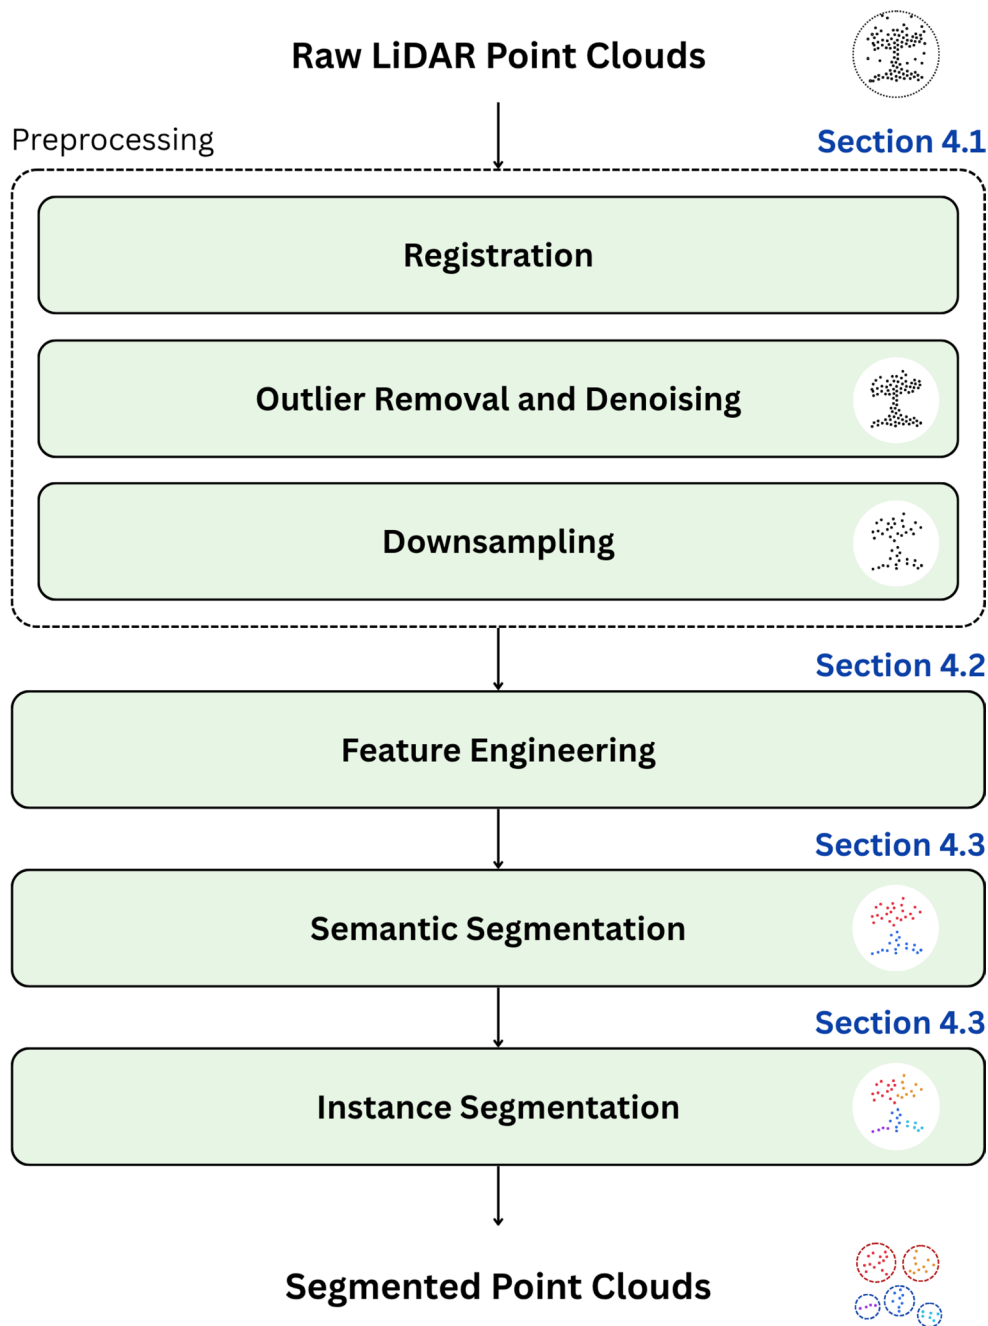 Raw LiDAR Point Clouds
Preprocessing
Section 4.1
Registration
Outlier Removal and Denoising
Downsampling
Section 4.2
Feature Engineering
Section 4.3
Semantic Segmentation
Section 4.3
Instance Segmentation
Segmented Point Clouds